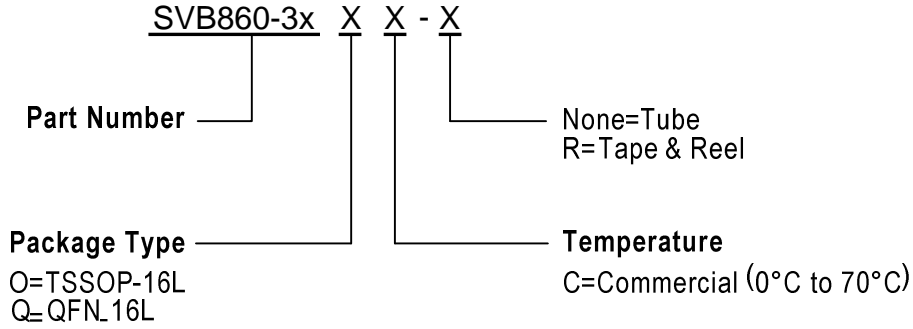 SVB860-3x X X - X
Part Number
None=Tube
R=Tape & Reel
Package Type
O=TSSOP-16L
Q=QFN-16L
Temperature
C=Commercial (0°C to 70°C)